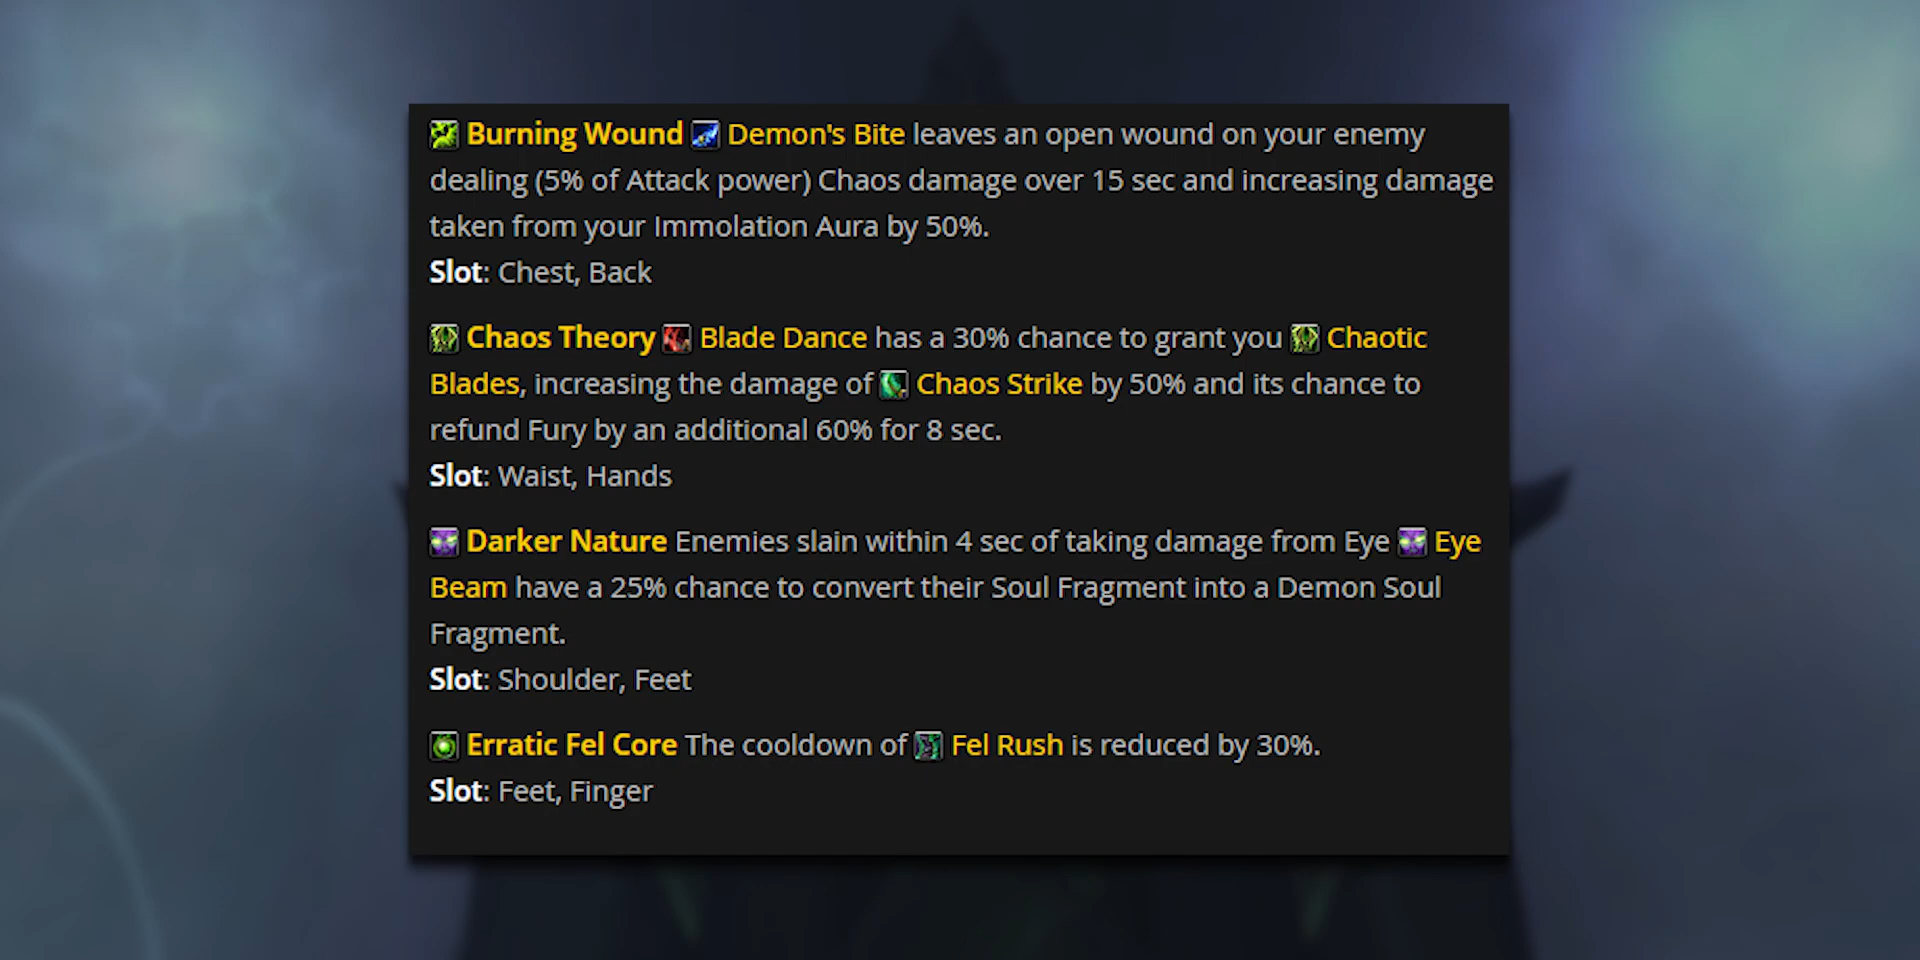 Burning Wound Demon's Bite leaves an open wound on your enemy
dealing (5% of Attack power) Chaos damage over 15 sec and increasing damage
taken from your Immolation Aura by 50%.
Slot: Chest, Back
Chaos Theory Blade Dance has a 30% chance to grant you Chaotic
Blades, increasing the damage of Chaos Strike by 50% and its chance to
refund Fury by an additional 60% for 8 sec.
Slot: Waist, Hands
Darker Nature Enemies slain within 4 sec of taking damage from Eye Eye
Beam have a 25% chance to convert their Soul Fragment into a Demon Soul
Fragment.
Slot: Shoulder, Feet
Erratic Fel Core The cooldown of Fel Rush is reduced by 30%.
Slot: Feet, Finger